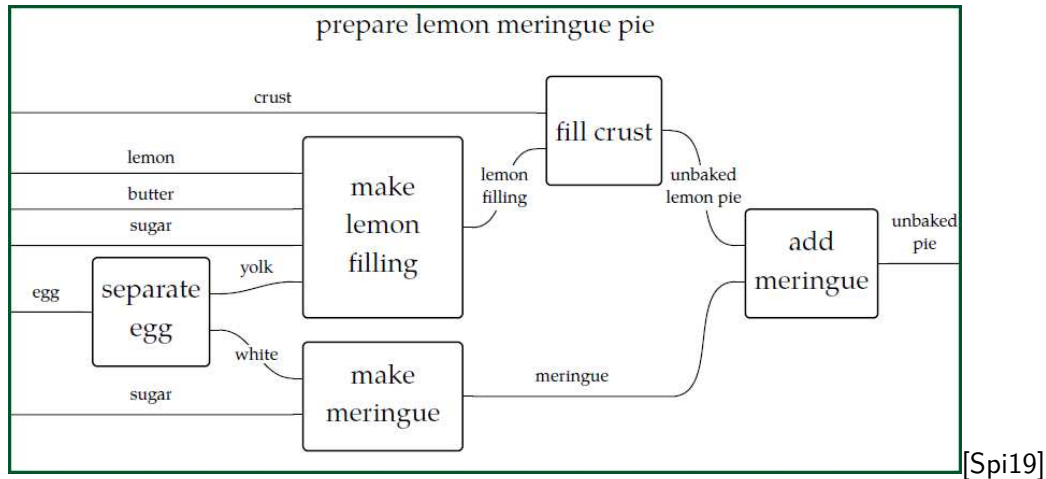 prepare lemon meringue pie
crust
fill crust
lemon
butter
sugar
make
lemon
filling
lemon
filling
unbaked
lemon pie
egg
separate
egg
yolk
white
sugar
make
meringue
meringue
add
meringue
unbaked
pie
[Spi19]